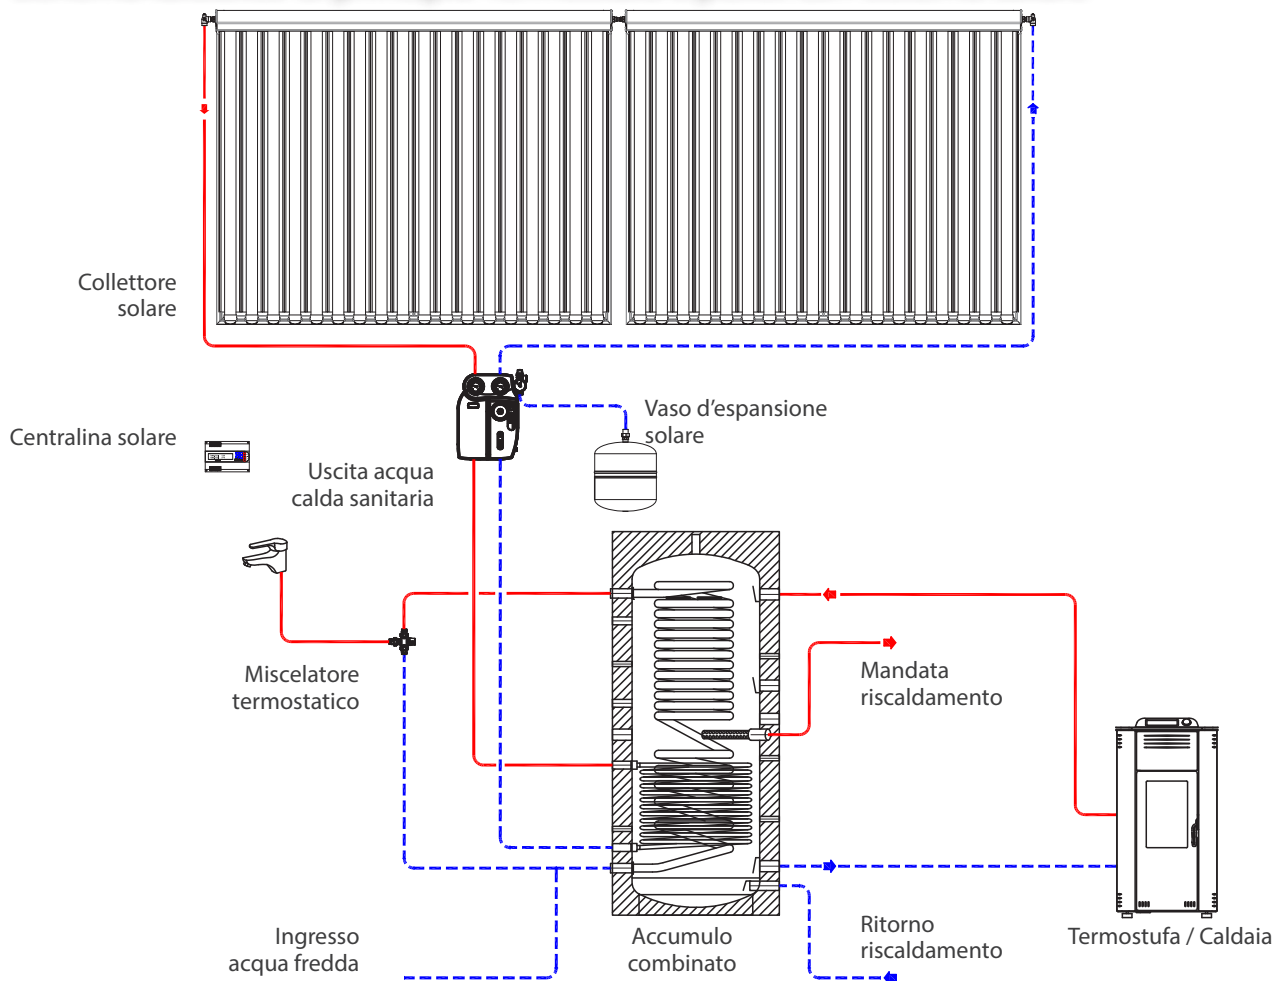 Collettore
solare
Centralina solare
Vaso d'espansione
solare
Uscita acqua
calda sanitaria
Miscelatore
termostatico
Mandata
riscaldamento
Ingresso
acqua fredda
Accumulo
combinato
Ritorno
riscaldamento
Termostufa / Caldaia